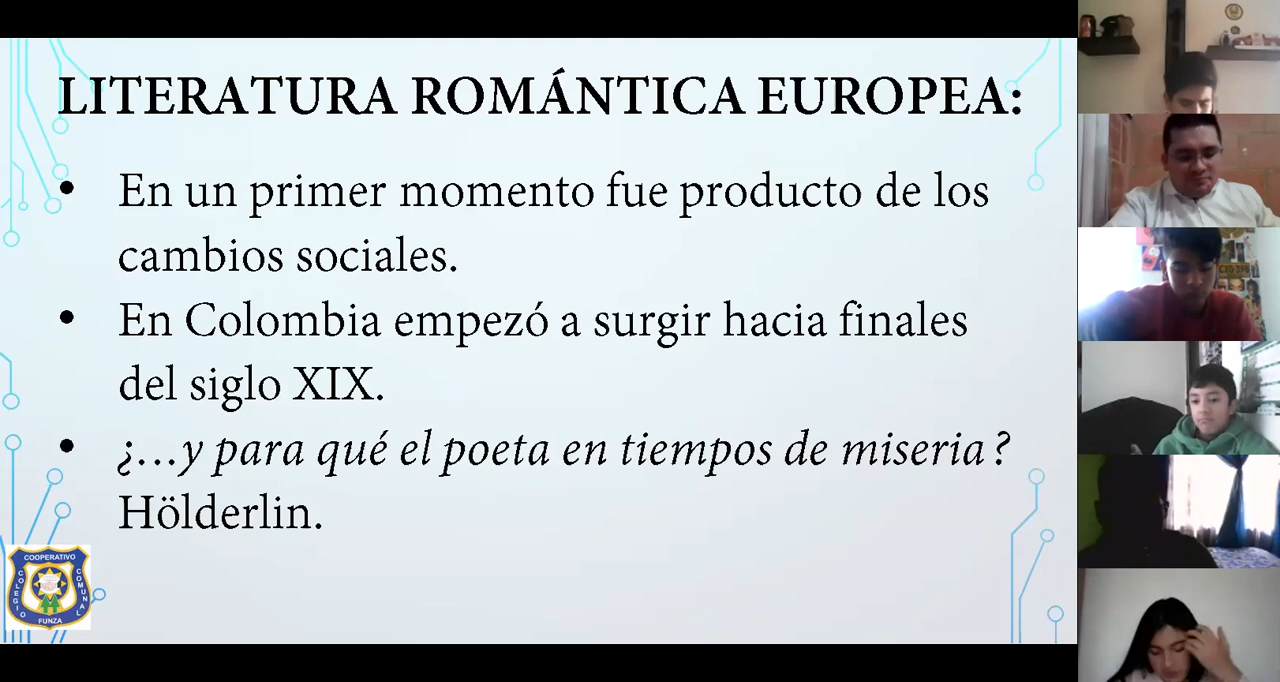 LITERATURA ROMÁNTICA EUROPEA:
• En un primer momento fue producto de los
cambios sociales.
• En Colombia empezó a surgir hacia finales
del siglo XIX.
• ¿…y para qué el poeta en tiempos de miseria?
Hölderlin.
COOPERATIVO
COLEGIO
COMUNAL
FUNZA